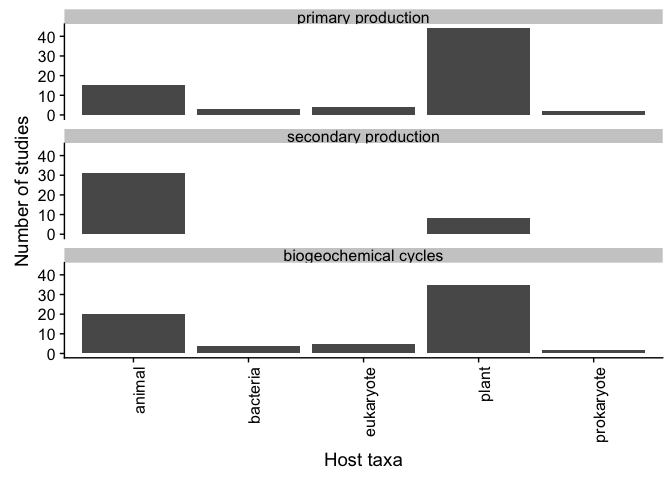 primary production
40
30
20
10
0
secondary production
40
30
20
10
0
biogeochemical cycles
40
30
20
10
0
Number of studies
animal
bacteria
eukaryote
plant
prokaryote
Host taxa